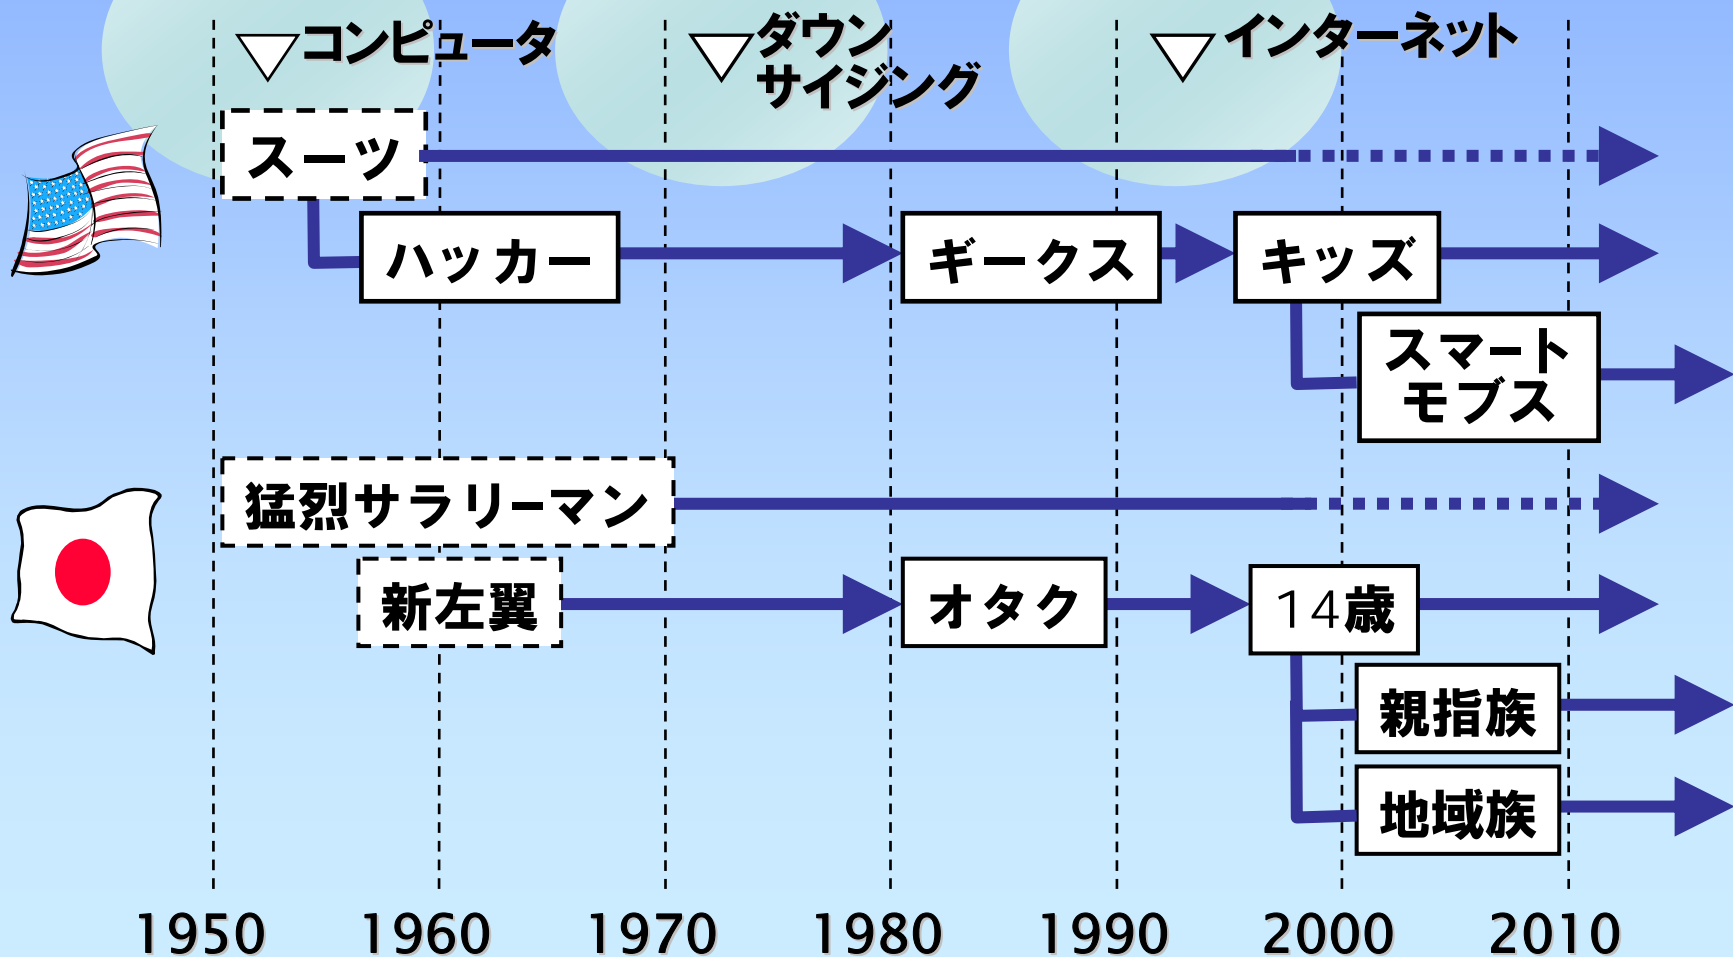 コンピュータ
ダウン
サイジング
インターネット
スーツ
ハッカー
ギークス
キッズ
スマート
モブス
猛烈サラリーマン
新左翼
オタク
14歳
親指族
地域族
1950 1960 1970 1980 1990 2000 2010